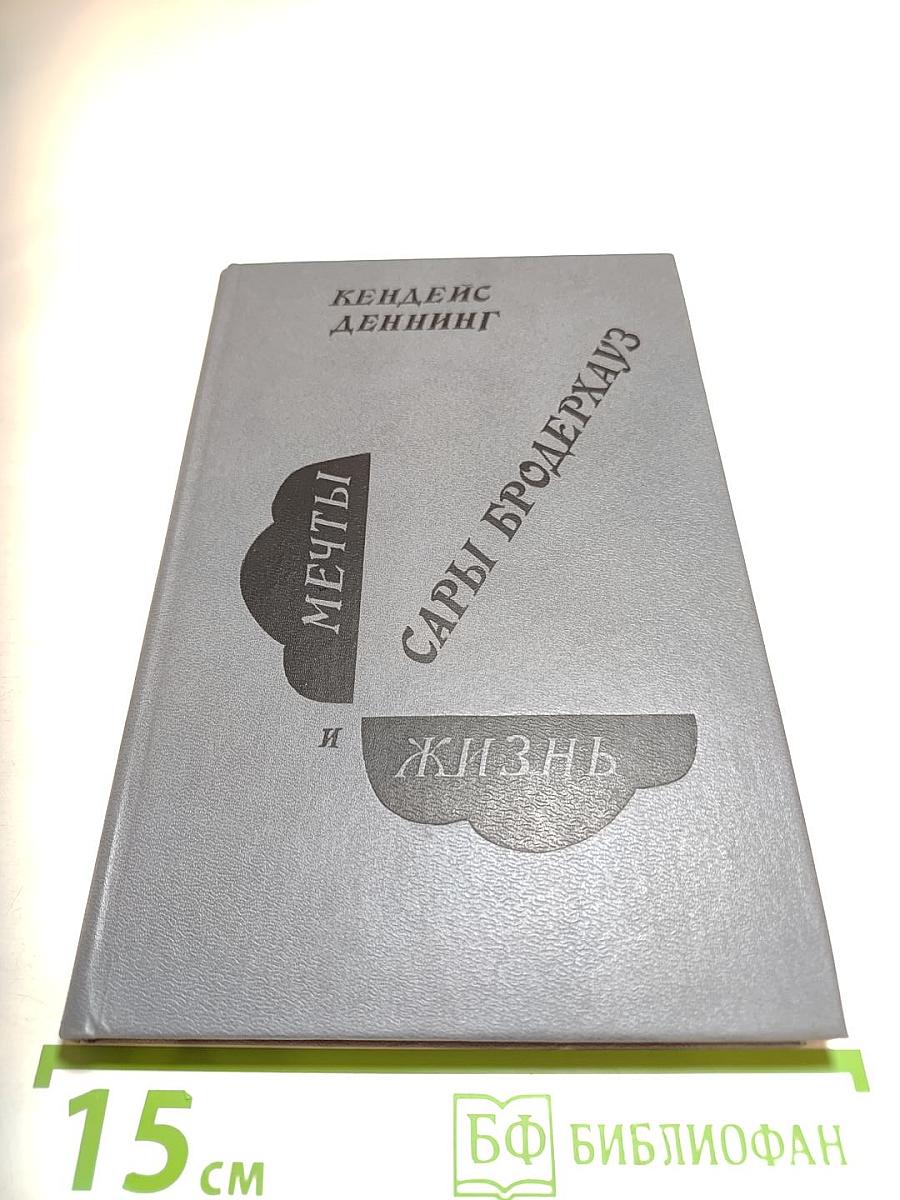 КЕНДЕЙС
ДЕННИНГ
МЕЧТЫ
И
ЖИЗНЬ
САРЫ БРОДЕРХАУЗ
15 см
БФ БИБЛИОФАН